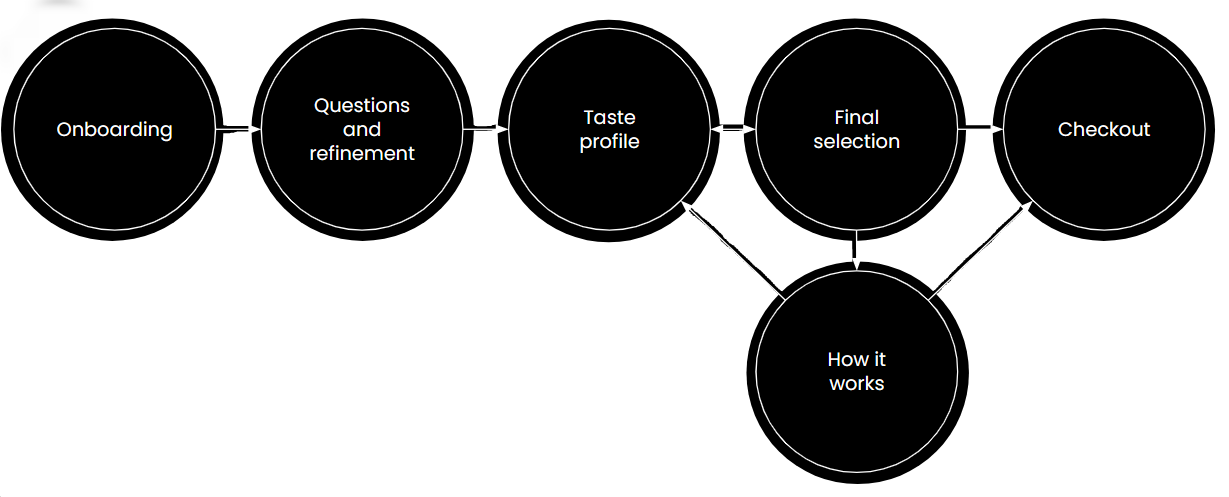 Onboarding
Questions
and
refinement
Taste
profile
Final
selection
Checkout
How it
works